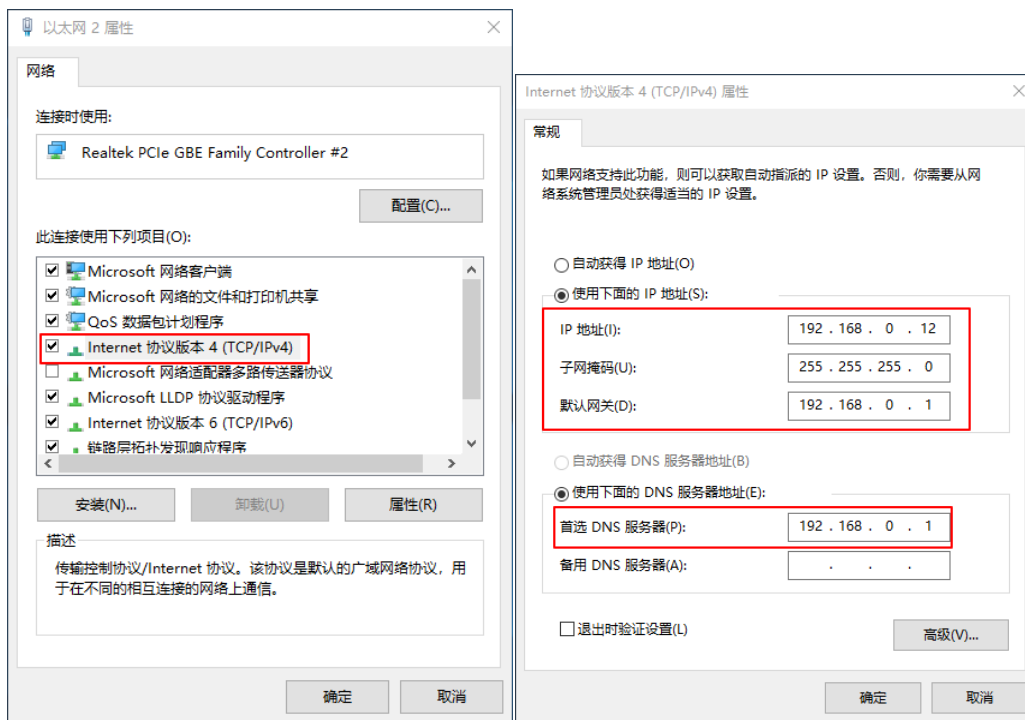 以太网 2 属性
网络
连接时使用:
Realtek PCIe GBE Family Controller #2
配置(C)...
此连接使用下列项目(O):
Microsoft 网络客户端
Microsoft 网络的文件和打印机共享
QoS 数据包计划程序
Internet 协议版本 4 (TCP/IPv4)
Microsoft 网络适配器多路传送器协议
Microsoft LLDP 协议驱动程序
Internet 协议版本 6 (TCP/IPv6)
链路层拓扑发现响应程序
安装(N)...
卸载(U)
属性(R)
描述
传输控制协议/Internet 协议。该协议是默认的广域网络协议，用
于在不同的相互连接的网络上通信。
确定
取消
Internet 协议版本 4 (TCP/IPv4) 属性
常规
如果网络支持此功能，则可以获取自动指派的 IP 设置。否则，你需要从网
络系统管理员处获得适当的 IP 设置。
自动获得 IP 地址(O)
使用下面的 IP 地址(S):
IP 地址(I): 192 . 168 . 0 . 12
子网掩码(U): 255 . 255 . 255 . 0
默认网关(D): 192 . 168 . 0 . 1
自动获得 DNS 服务器地址(B)
使用下面的 DNS 服务器地址(E):
首选 DNS 服务器(P): 192 . 168 . 0 . 1
备用 DNS 服务器(A): . . .
退出时验证设置(L)
高级(V)...
确定
取消